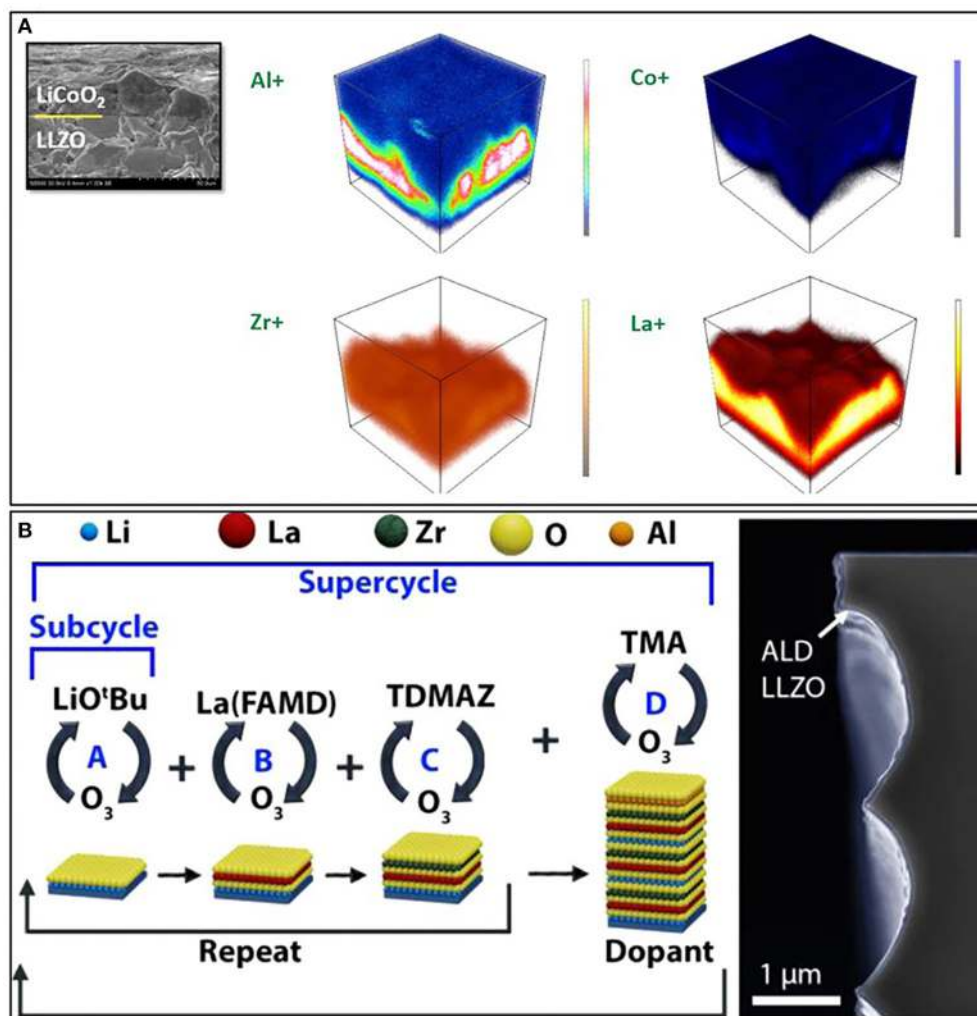 A
LiCoO₂
LLZO
Al+
Co+
Zr+
La+
B
Li La Zr O Al
Supercycle
Subcycle
LiOᵗBu La(FAMD) TDMAZ TMA
A + B + C + D
O₃ O₃ O₃ O₃
Repeat
Dopant
ALD
LLZO
1 μm